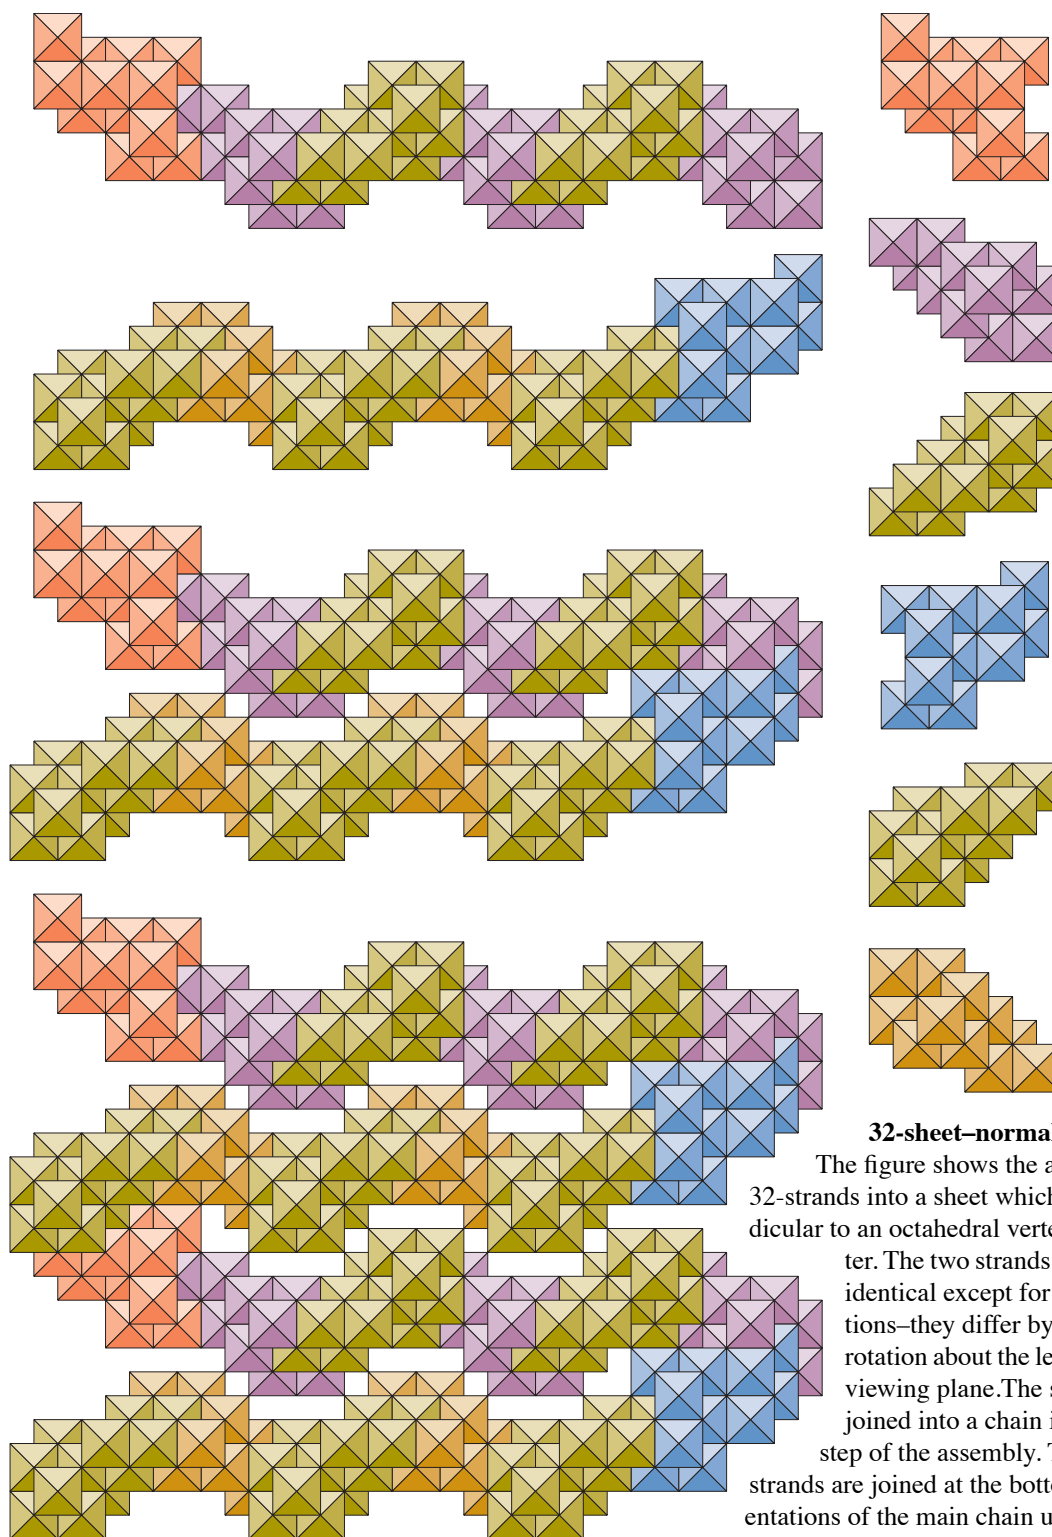 32-sheet–normal
The figure shows the a
32-strands into a sheet which
dicular to an octahedral verte
ter. The two strands
identical except for
tions–they differ by
rotation about the le
viewing plane.The s
joined into a chain i
step of the assembly. T
strands are joined at the botto
entations of the main chain u